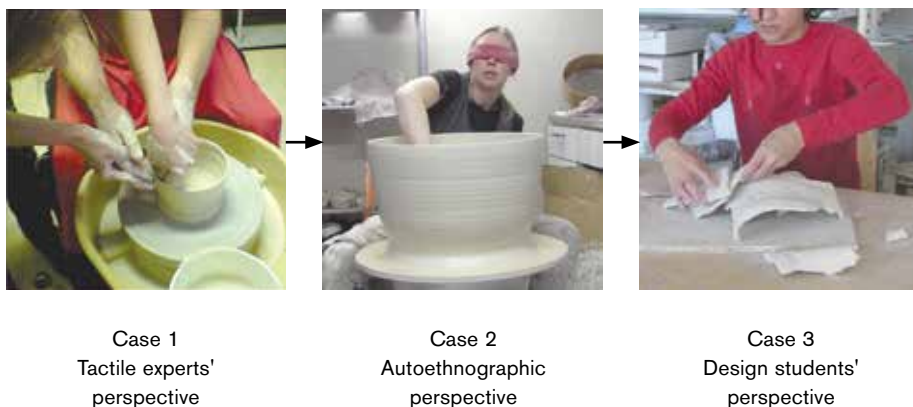 Case 1
Tactile experts'
perspective
Case 2
Autoethnographic
perspective
Case 3
Design students'
perspective